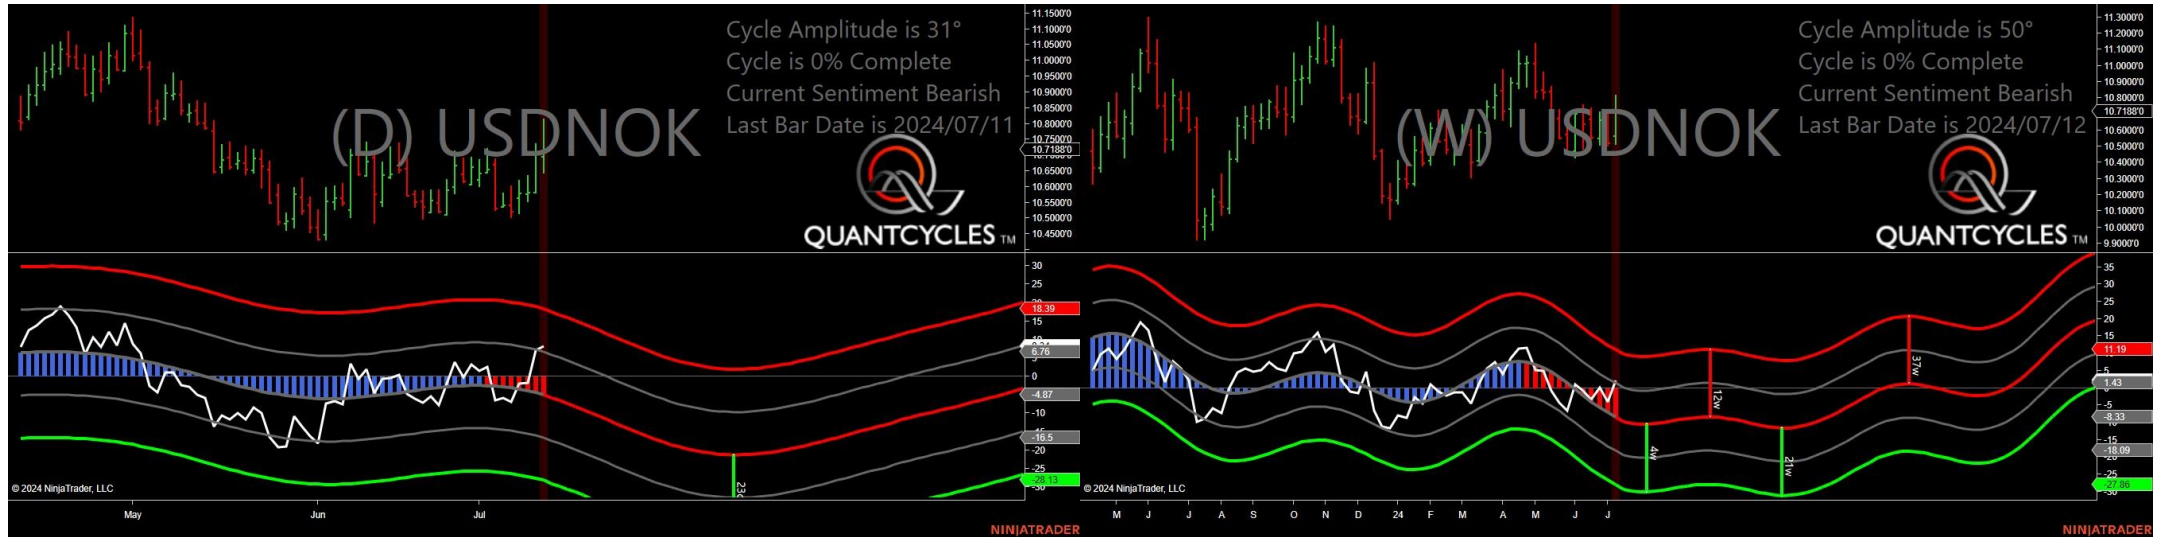 Cycle Amplitude is 31°
Cycle is 0% Complete
Current Sentiment Bearish
Last Bar Date is 2024/07/11
(D) USDNOK
QUANTCYCLES TM
11.1500'0
11.1000'0
11.0500'0
11.0000'0
10.9500'0
10.9000'0
10.8500'0
10.8000'0
10.7500'0
10.7188'0
10.6500'0
10.6000'0
10.5500'0
10.5000'0
10.4500'0
30
25
18.39
15
6.76
0
-4.87
-10
-16.5
-20
-25
-28.13
-30
23
© 2024 NinjaTrader, LLC
May Jun Jul
NINJATRADER
Cycle Amplitude is 50°
Cycle is 0% Complete
Current Sentiment Bearish
Last Bar Date is 2024/07/12
(W) USDNOK
QUANTCYCLES TM
11.3000'0
11.2000'0
11.1000'0
11.0000'0
10.9000'0
10.8000'0
10.7188'0
10.6000'0
10.5000'0
10.4000'0
10.3000'0
10.2000'0
10.1000'0
10.0000'0
9.9000'0
35
30
25
20
15
11.19
5
1.43
-5
-8.33
-15
-18.09
-25
-27.86
-30
4w
12w
21w
37w
© 2024 NinjaTrader, LLC
M J J A S O N D 24 F M A M J J
NINJATRADER